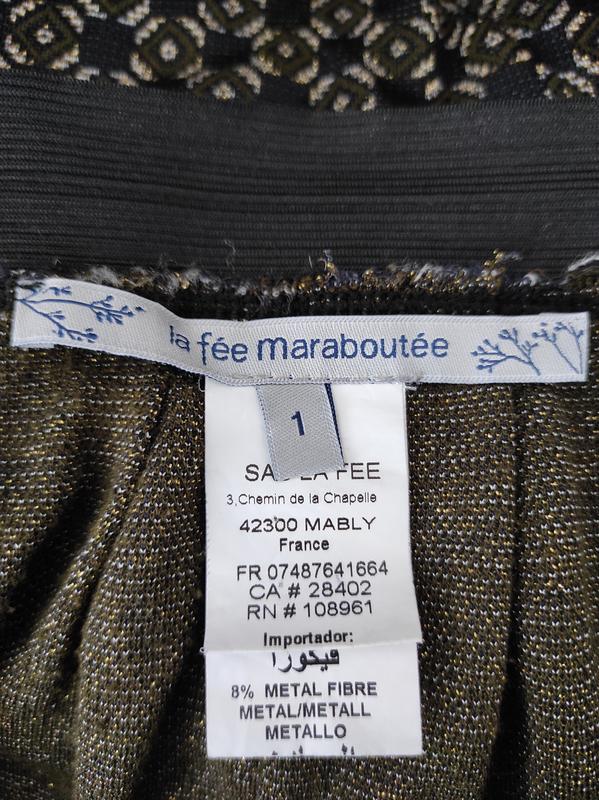 la fée maraboutée
1
SAS LA FEE
3,Chemin de la Chapelle
42300 MABLY
France
FR 07487641664
CA # 28402
RN # 108961
Importador:
8% METAL FIBRE
METAL/METALL
METALLO